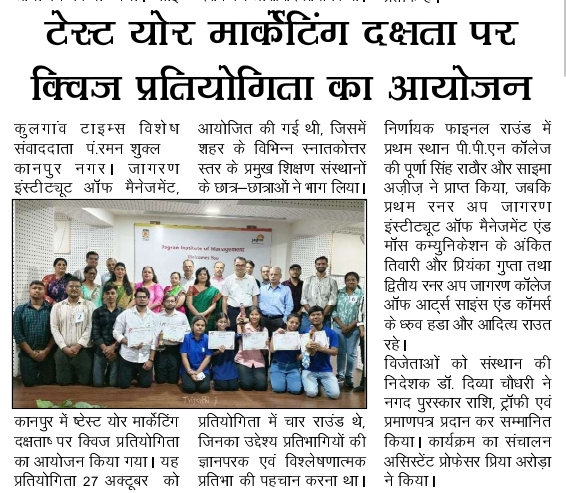 टेस्ट योर मार्केटिंग दक्षता पर
क्विज प्रतियोगिता का आयोजन
कुलगांव टाइम्स विशेष
संवाददाता पं.रमन शुक्ल
कानपुर नगर। जागरण
इंस्टीट्यूट ऑफ मैनेजमेंट,
Jagran Institute of Management
Welcomes You
कानपुर में ष्टेस्ट योर मार्केटिंग
दक्षताष् पर क्विज प्रतियोगिता
का आयोजन किया गया। यह
प्रतियोगिता 27 अक्टूबर को
आयोजित की गई थी, जिसमें
शहर के विभिन्न स्नातकोत्तर
स्तर के प्रमुख शिक्षण संस्थानों
के छात्र-छात्राओं ने भाग लिया।
प्रतियोगिता में चार राउंड थे,
जिनका उद्देश्य प्रतिभागियों की
ज्ञानपरक एवं विश्लेषणात्मक
प्रतिभा की पहचान करना था।
निर्णायक फाइनल राउंड में
प्रथम स्थान पी.पी.एन कॉलेज
की पूर्णा सिंह राठौर और साइमा
अज़ीज़ ने प्राप्त किया, जबकि
प्रथम रनर अप जागरण
इंस्टीट्यूट ऑफ मैनेजमेंट एंड
मॉस कम्युनिकेशन के अंकित
तिवारी और प्रियंका गुप्ता तथा
द्वितीय रनर अप जागरण कॉलेज
ऑफ आर्ट्स साइंस एंड कॉमर्स
के ध्रुव हडा और आदित्य राउत
रहे।
विजेताओं को संस्थान की
निदेशक डॉ. दिव्या चौधरी ने
नगद पुरस्कार राशि, ट्रॉफी एवं
प्रमाणपत्र प्रदान कर सम्मानित
किया। कार्यक्रम का संचालन
असिस्टेंट प्रोफेसर प्रिया अरोड़ा
ने किया।